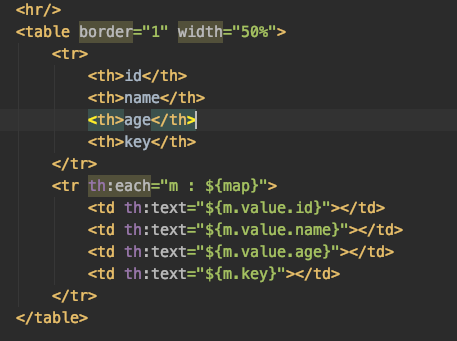 <hr/>
<table border="1" width="50%">
    <tr>
        <th>id</th>
        <th>name</th>
        <th>age</th>
        <th>key</th>
    </tr>
    <tr th:each="m : ${map}">
        <td th:text="${m.value.id}"></td>
        <td th:text="${m.value.name}"></td>
        <td th:text="${m.value.age}"></td>
        <td th:text="${m.key}"></td>
    </tr>
</table>